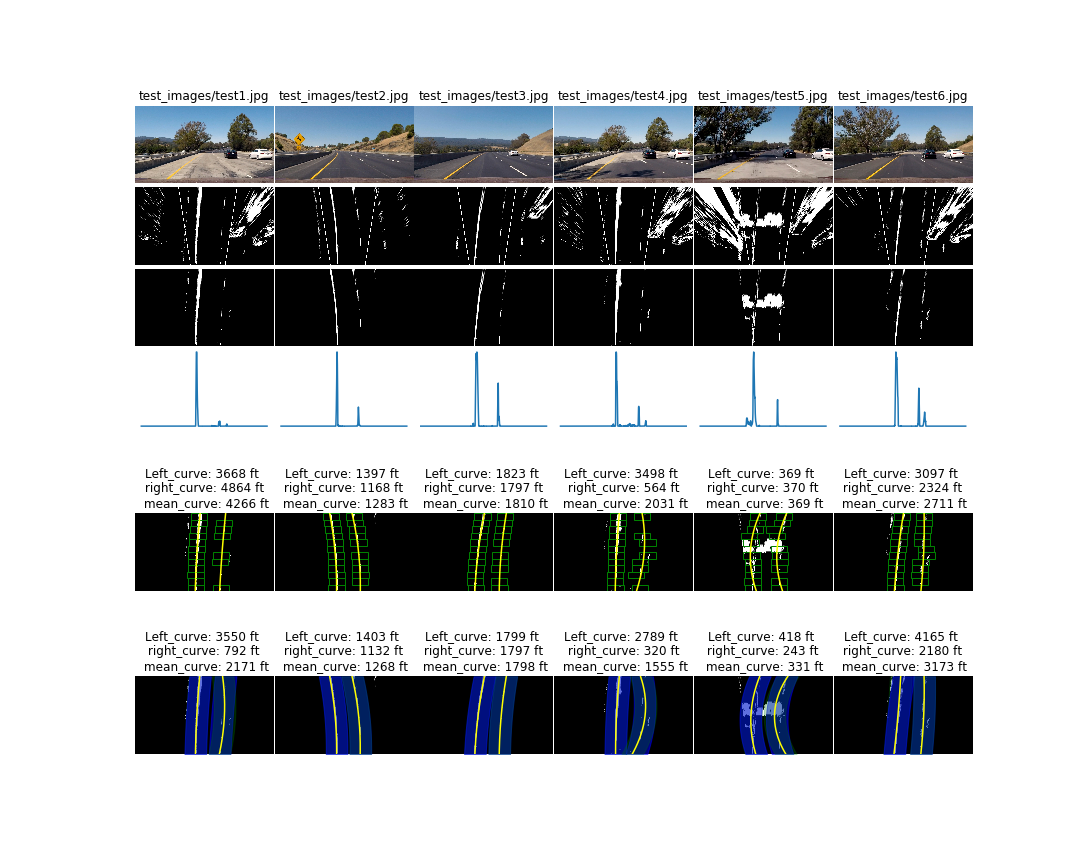 test_images/test1.jpg
test_images/test2.jpg
test_images/test3.jpg
test_images/test4.jpg
test_images/test5.jpg
test_images/test6.jpg
Left_curve: 3668 ft
right_curve: 4864 ft
mean_curve: 4266 ft
Left_curve: 1397 ft
right_curve: 1168 ft
mean_curve: 1283 ft
Left_curve: 1823 ft
right_curve: 1797 ft
mean_curve: 1810 ft
Left_curve: 3498 ft
right_curve: 564 ft
mean_curve: 2031 ft
Left_curve: 369 ft
right_curve: 370 ft
mean_curve: 369 ft
Left_curve: 3097 ft
right_curve: 2324 ft
mean_curve: 2711 ft
Left_curve: 3550 ft
right_curve: 792 ft
mean_curve: 2171 ft
Left_curve: 1403 ft
right_curve: 1132 ft
mean_curve: 1268 ft
Left_curve: 1799 ft
right_curve: 1797 ft
mean_curve: 1798 ft
Left_curve: 2789 ft
right_curve: 320 ft
mean_curve: 1555 ft
Left_curve: 418 ft
right_curve: 243 ft
mean_curve: 331 ft
Left_curve: 4165 ft
right_curve: 2180 ft
mean_curve: 3173 ft